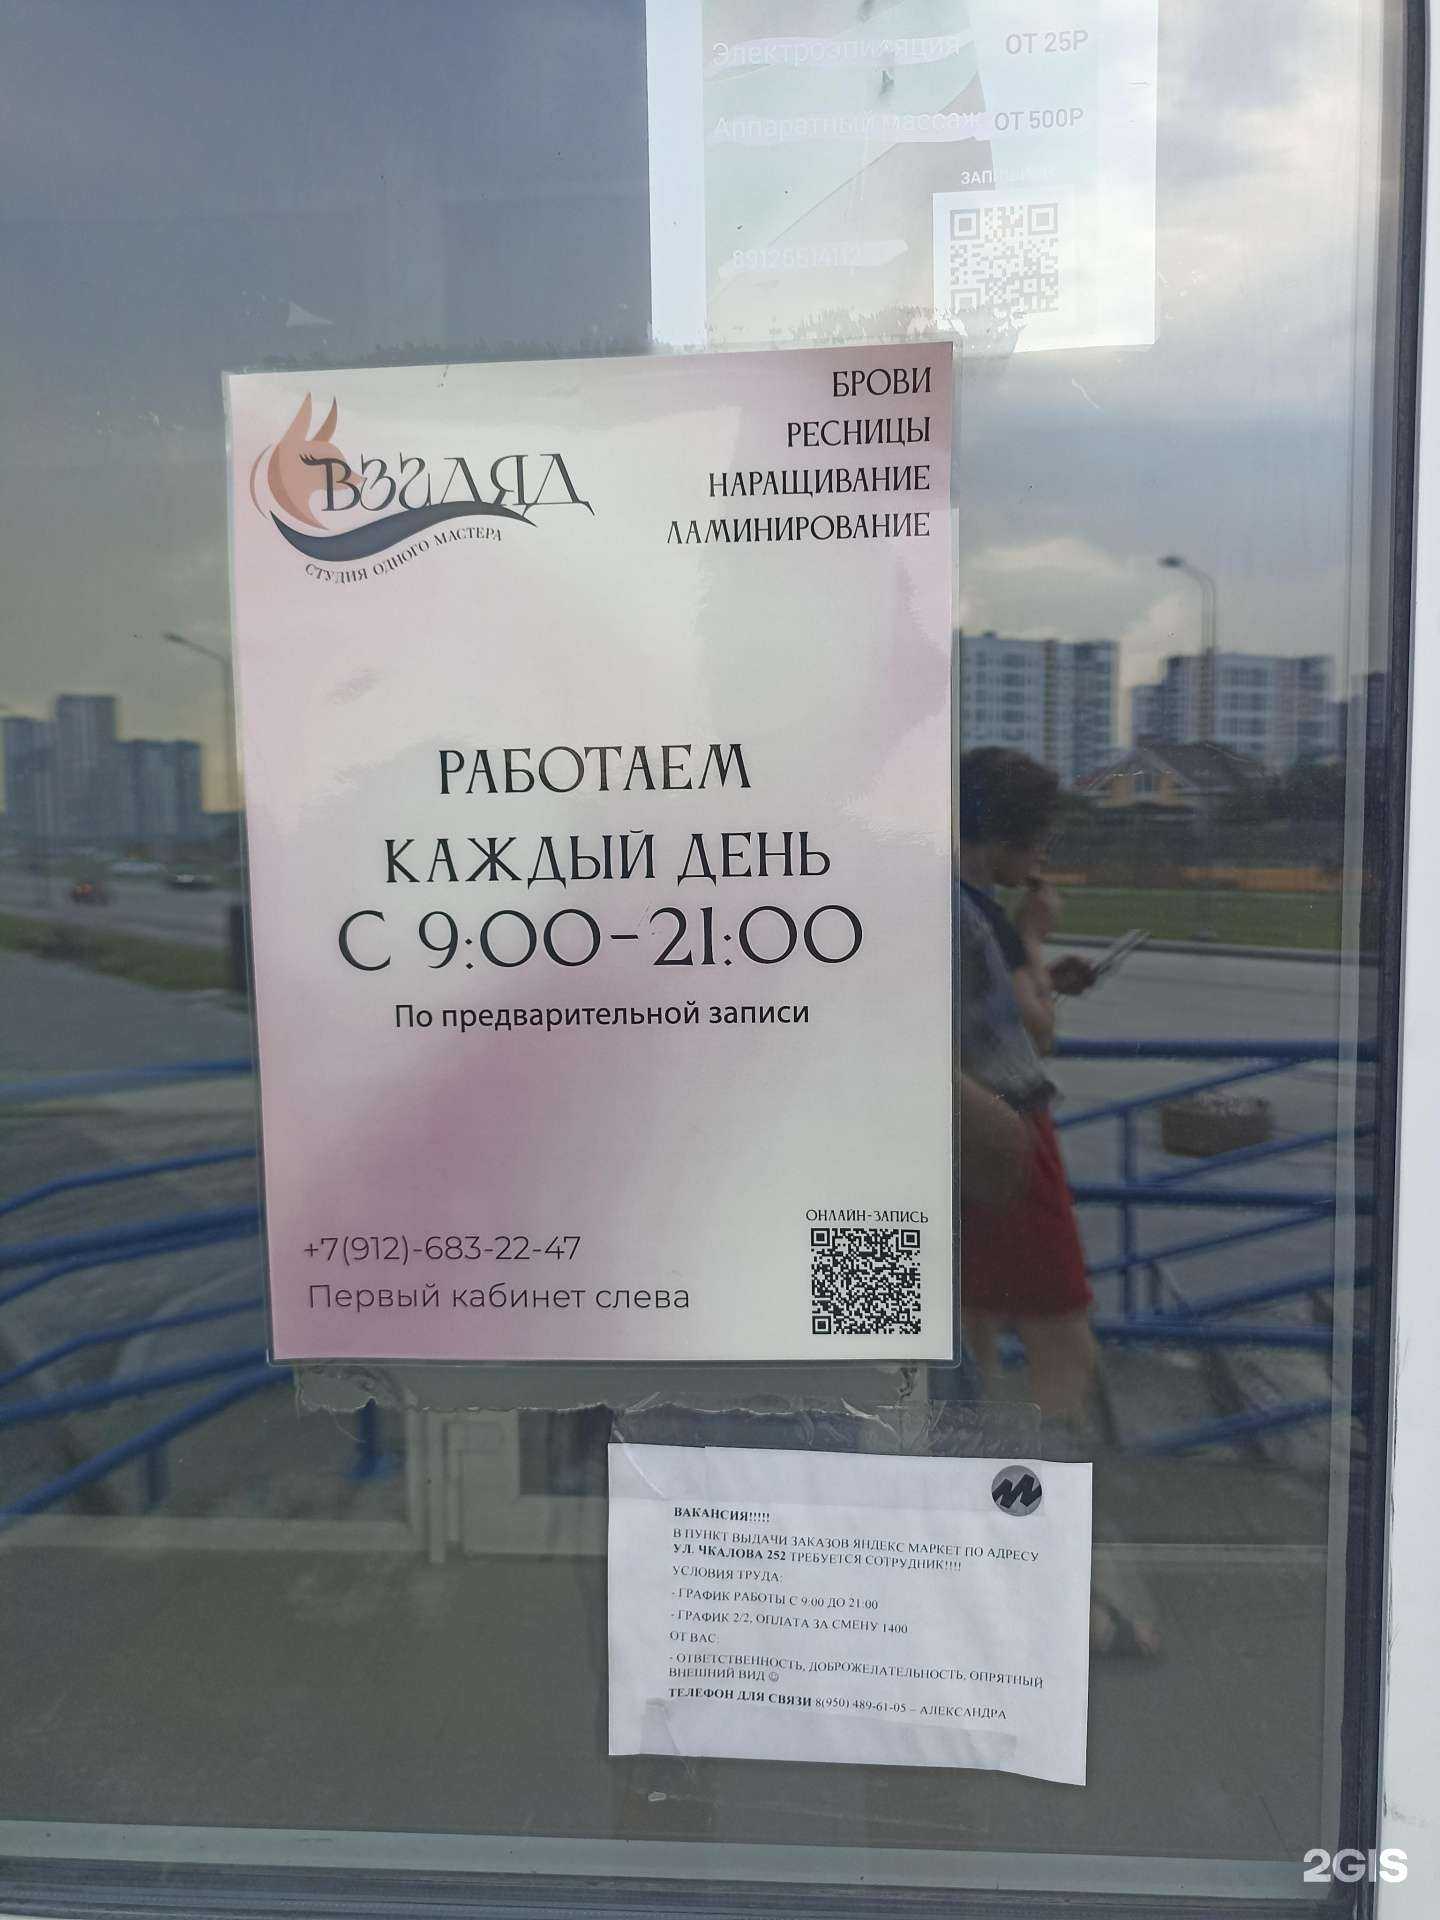 Электроэпиляция ОТ 25Р
Аппаратный массаж ОТ 500Р
89126514112
ВЗГЛЯД
СТУДИЯ ОДНОГО МАСТЕРА
БРОВИ
РЕСНИЦЫ
НАРАЩИВАНИЕ
ЛАМИНИРОВАНИЕ
РАБОТАЕМ
КАЖДЫЙ ДЕНЬ
С 9:00-21:00
По предварительной записи
+7(912)-683-22-47
Первый кабинет слева
ОНЛАЙН-ЗАПИСЬ
ВАКАНСИЯ!!!!!
В ПУНКТ ВЫДАЧИ ЗАКАЗОВ ЯНДЕКС МАРКЕТ ПО АДРЕСУ
УЛ. ЧКАЛОВА 252 ТРЕБУЕТСЯ СОТРУДНИК!!!!
УСЛОВИЯ ТРУДА:
- ГРАФИК РАБОТЫ С 9:00 ДО 21:00
- ГРАФИК 2/2, ОПЛАТА ЗА СМЕНУ 1400
ОТ ВАС:
- ОТВЕТСТВЕННОСТЬ, ДОБРОЖЕЛАТЕЛЬНОСТЬ, ОПРЯТНЫЙ
ВНЕШНИЙ ВИД ☺
ТЕЛЕФОН ДЛЯ СВЯЗИ 8(950) 489-61-05 – АЛЕКСАНДРА
2GIS